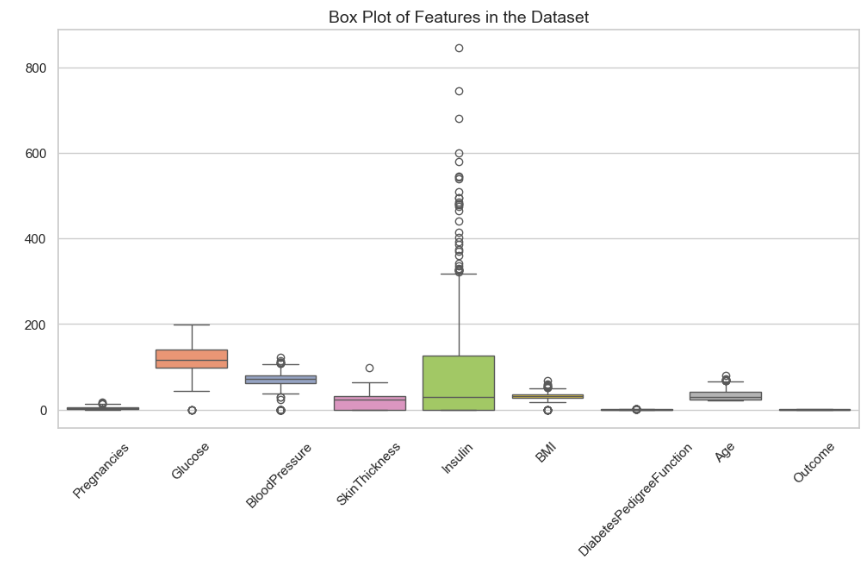 Box Plot of Features in the Dataset
800
600
400
200
0
Pregnancies
Glucose
BloodPressure
SkinThickness
Insulin
BMI
DiabetesPedigreeFunction
Age
Outcome